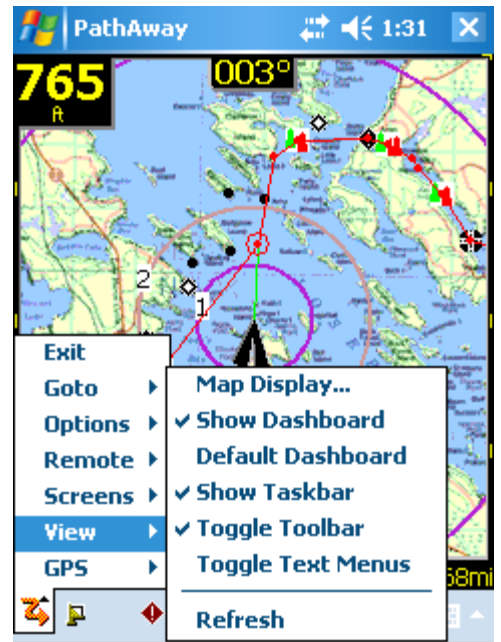 PathAway
1:31
765
ft
003°
2
1
Exit
Goto
Options
Remote
Screens
View
GPS
Map Display...
Show Dashboard
Default Dashboard
Show Taskbar
Toggle Toolbar
Toggle Text Menus
Refresh
58mi